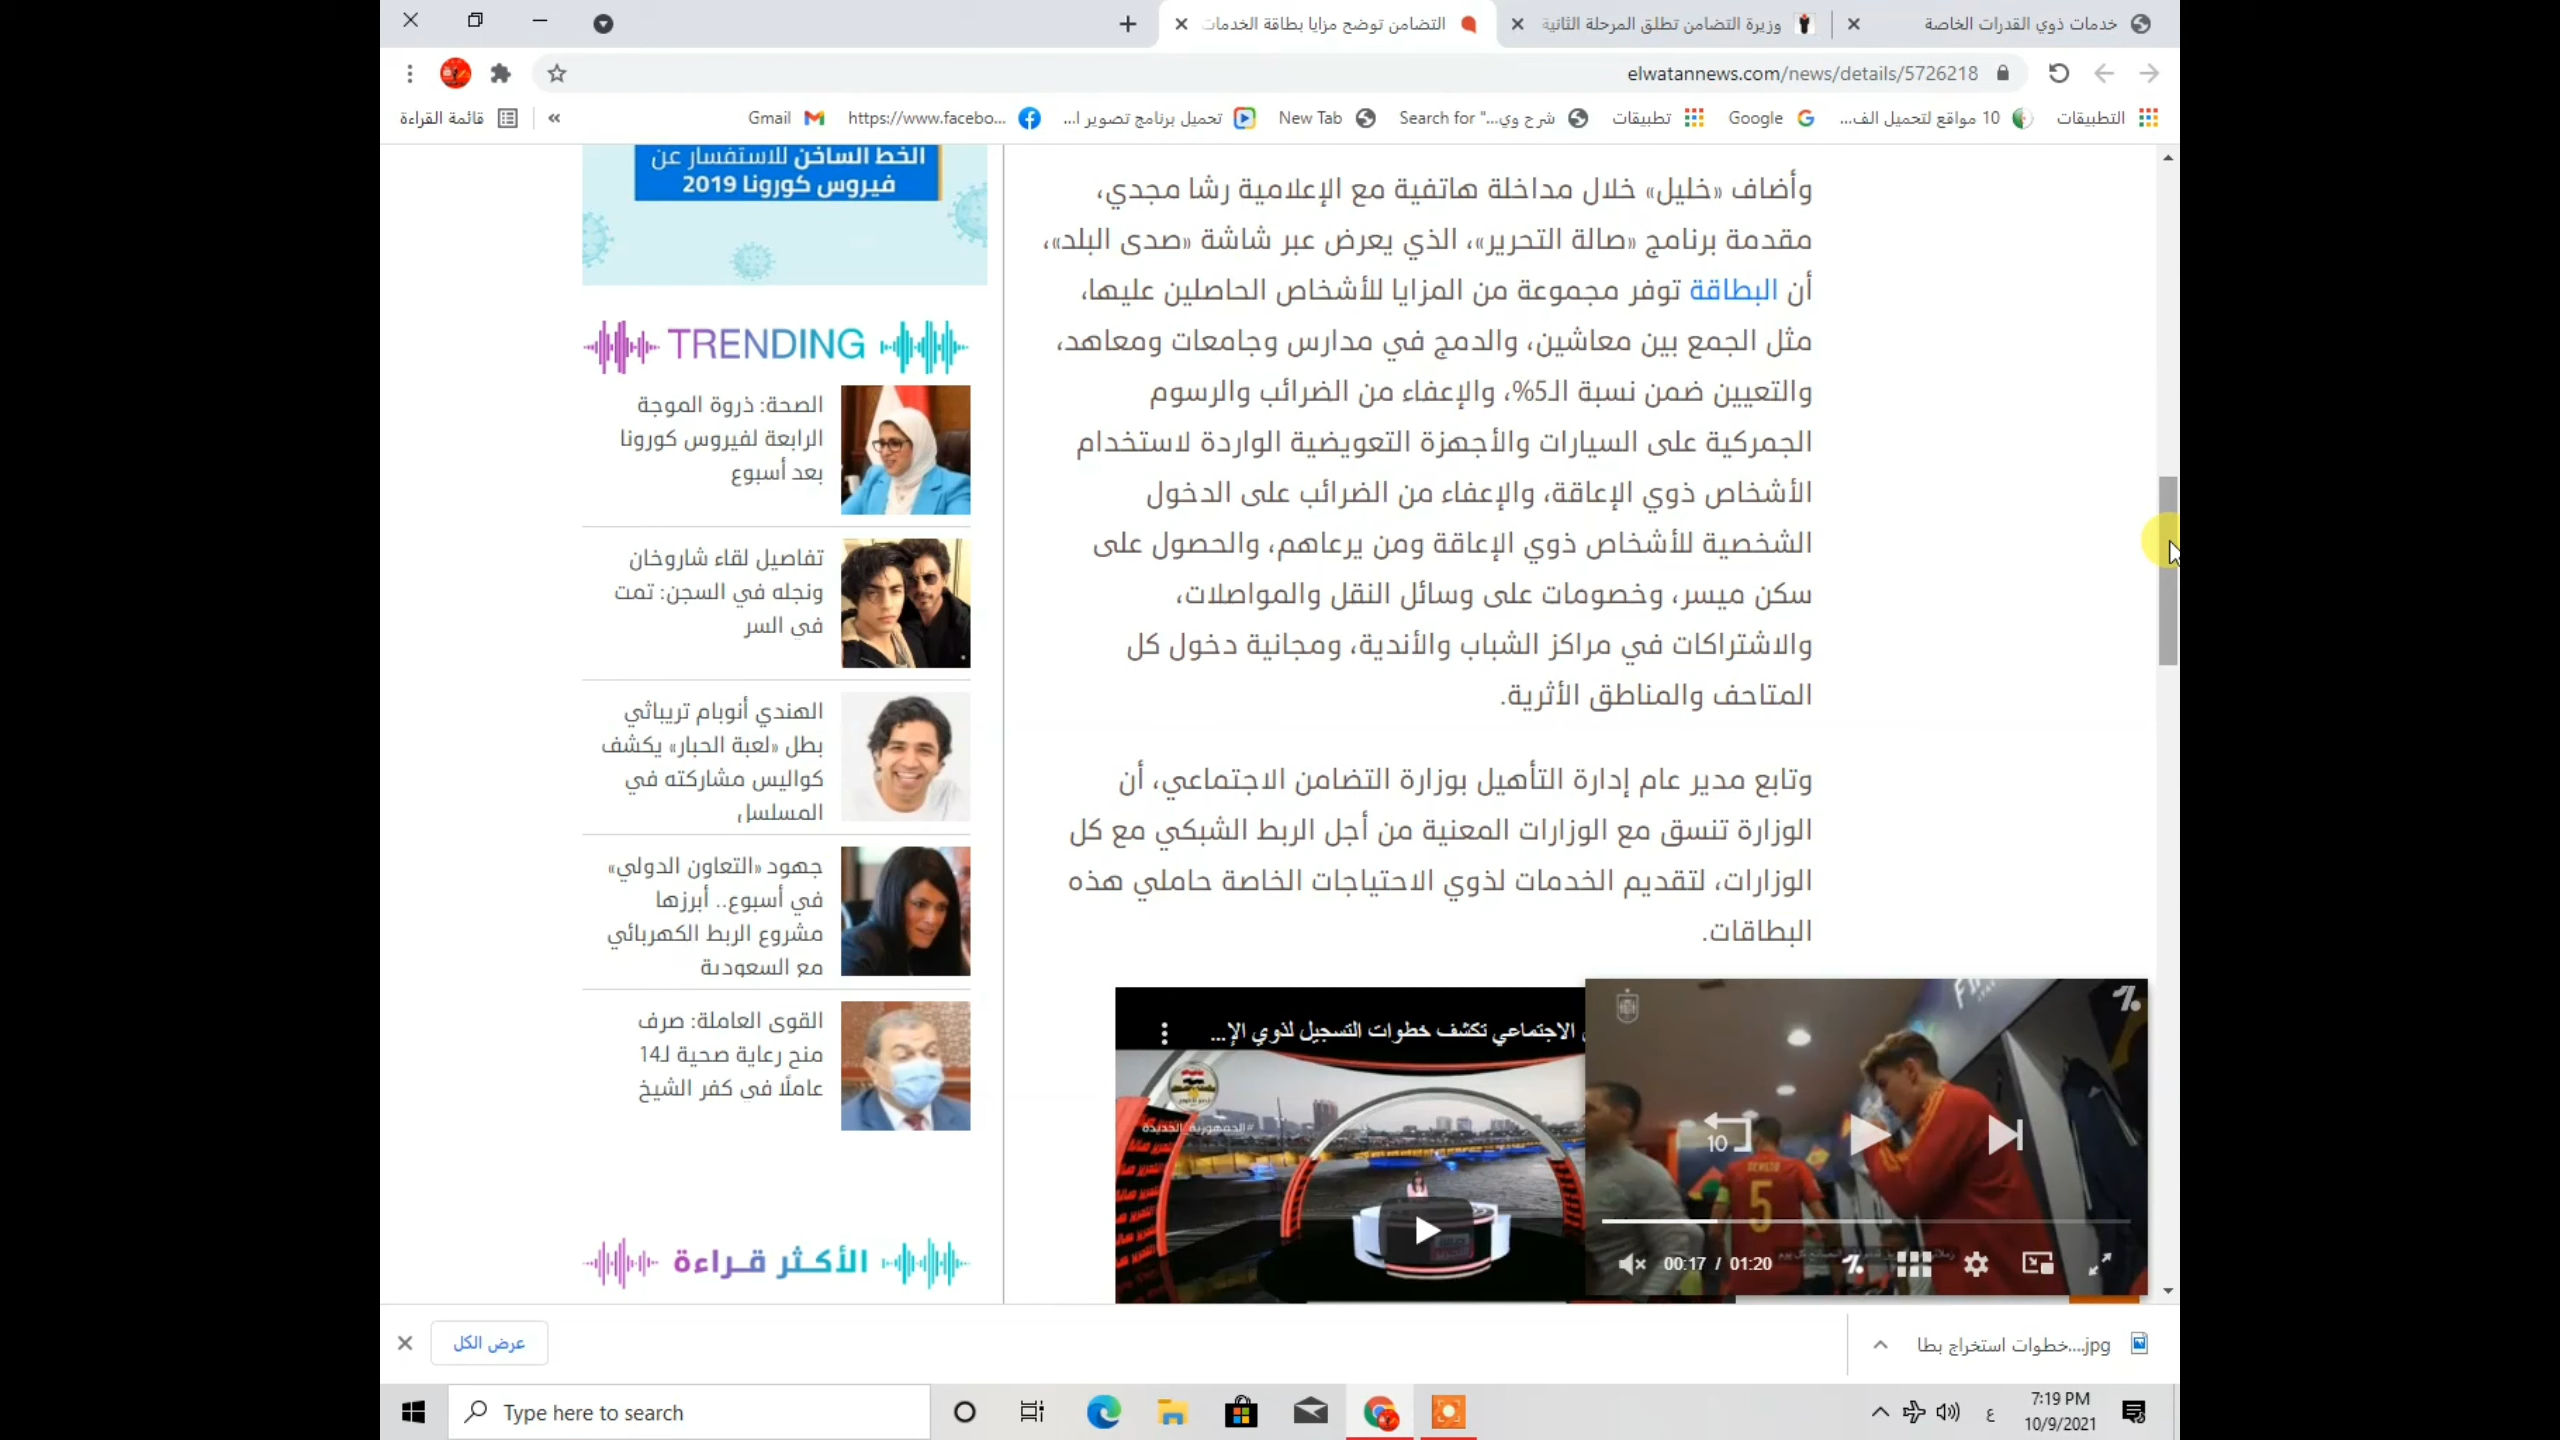 خدمات ذوي القدرات الخاصة
وزيرة التضامن تطلق المرحلة الثانية
التضامن توضح مزايا بطاقة الخدمات
elwatannews.com/news/details/5726218
التطبيقات
10 مواقع لتحميل الف...
Google
تطبيقات
Search for "...شرح وي
New Tab
تحميل برنامج تصوير ا...
https://www.facebo...
Gmail
»
قائمة القراءة
وأضاف «خليل» خلال مداخلة هاتفية مع الإعلامية رشا مجدي،
مقدمة برنامج «صالة التحرير»، الذي يعرض عبر شاشة «صدى البلد»،
أن البطاقة توفر مجموعة من المزايا للأشخاص الحاصلين عليها،
مثل الجمع بين معاشين، والدمج في مدارس وجامعات ومعاهد،
والتعيين ضمن نسبة الـ5%، والإعفاء من الضرائب والرسوم
الجمركية على السيارات والأجهزة التعويضية الواردة لاستخدام
الأشخاص ذوي الإعاقة، والإعفاء من الضرائب على الدخول
الشخصية للأشخاص ذوي الإعاقة ومن يرعاهم، والحصول على
سكن ميسر، وخصومات على وسائل النقل والمواصلات،
والاشتراكات في مراكز الشباب والأندية، ومجانية دخول كل
المتاحف والمناطق الأثرية.
وتابع مدير عام إدارة التأهيل بوزارة التضامن الاجتماعي، أن
الوزارة تنسق مع الوزارات المعنية من أجل الربط الشبكي مع كل
الوزارات، لتقديم الخدمات لذوي الاحتياجات الخاصة حاملي هذه
البطاقات.
الاجتماعي تكشف خطوات التسجيل لذوي الإ...
#الجمهورية_الجديدة
10
5
00:17 / 01:20
الخط الساخن للاستفسار عن
فيروس كورونا 2019
TRENDING
الصحة: ذروة الموجة
الرابعة لفيروس كورونا
بعد أسبوع
تفاصيل لقاء شاروخان
ونجله في السجن: تمت
في السر
الهندي أنوبام تريباثي
بطل «لعبة الحبار» يكشف
كواليس مشاركته في
المسلسل
جهود «التعاون الدولي»
في أسبوع.. أبرزها
مشروع الربط الكهربائي
مع السعودية
القوى العاملة: صرف
منح رعاية صحية لـ14
عاملًا في كفر الشيخ
الأكثر قراءة
خطوات استخراج بطا....jpg
عرض الكل
Type here to search
ع
7:19 PM
10/9/2021